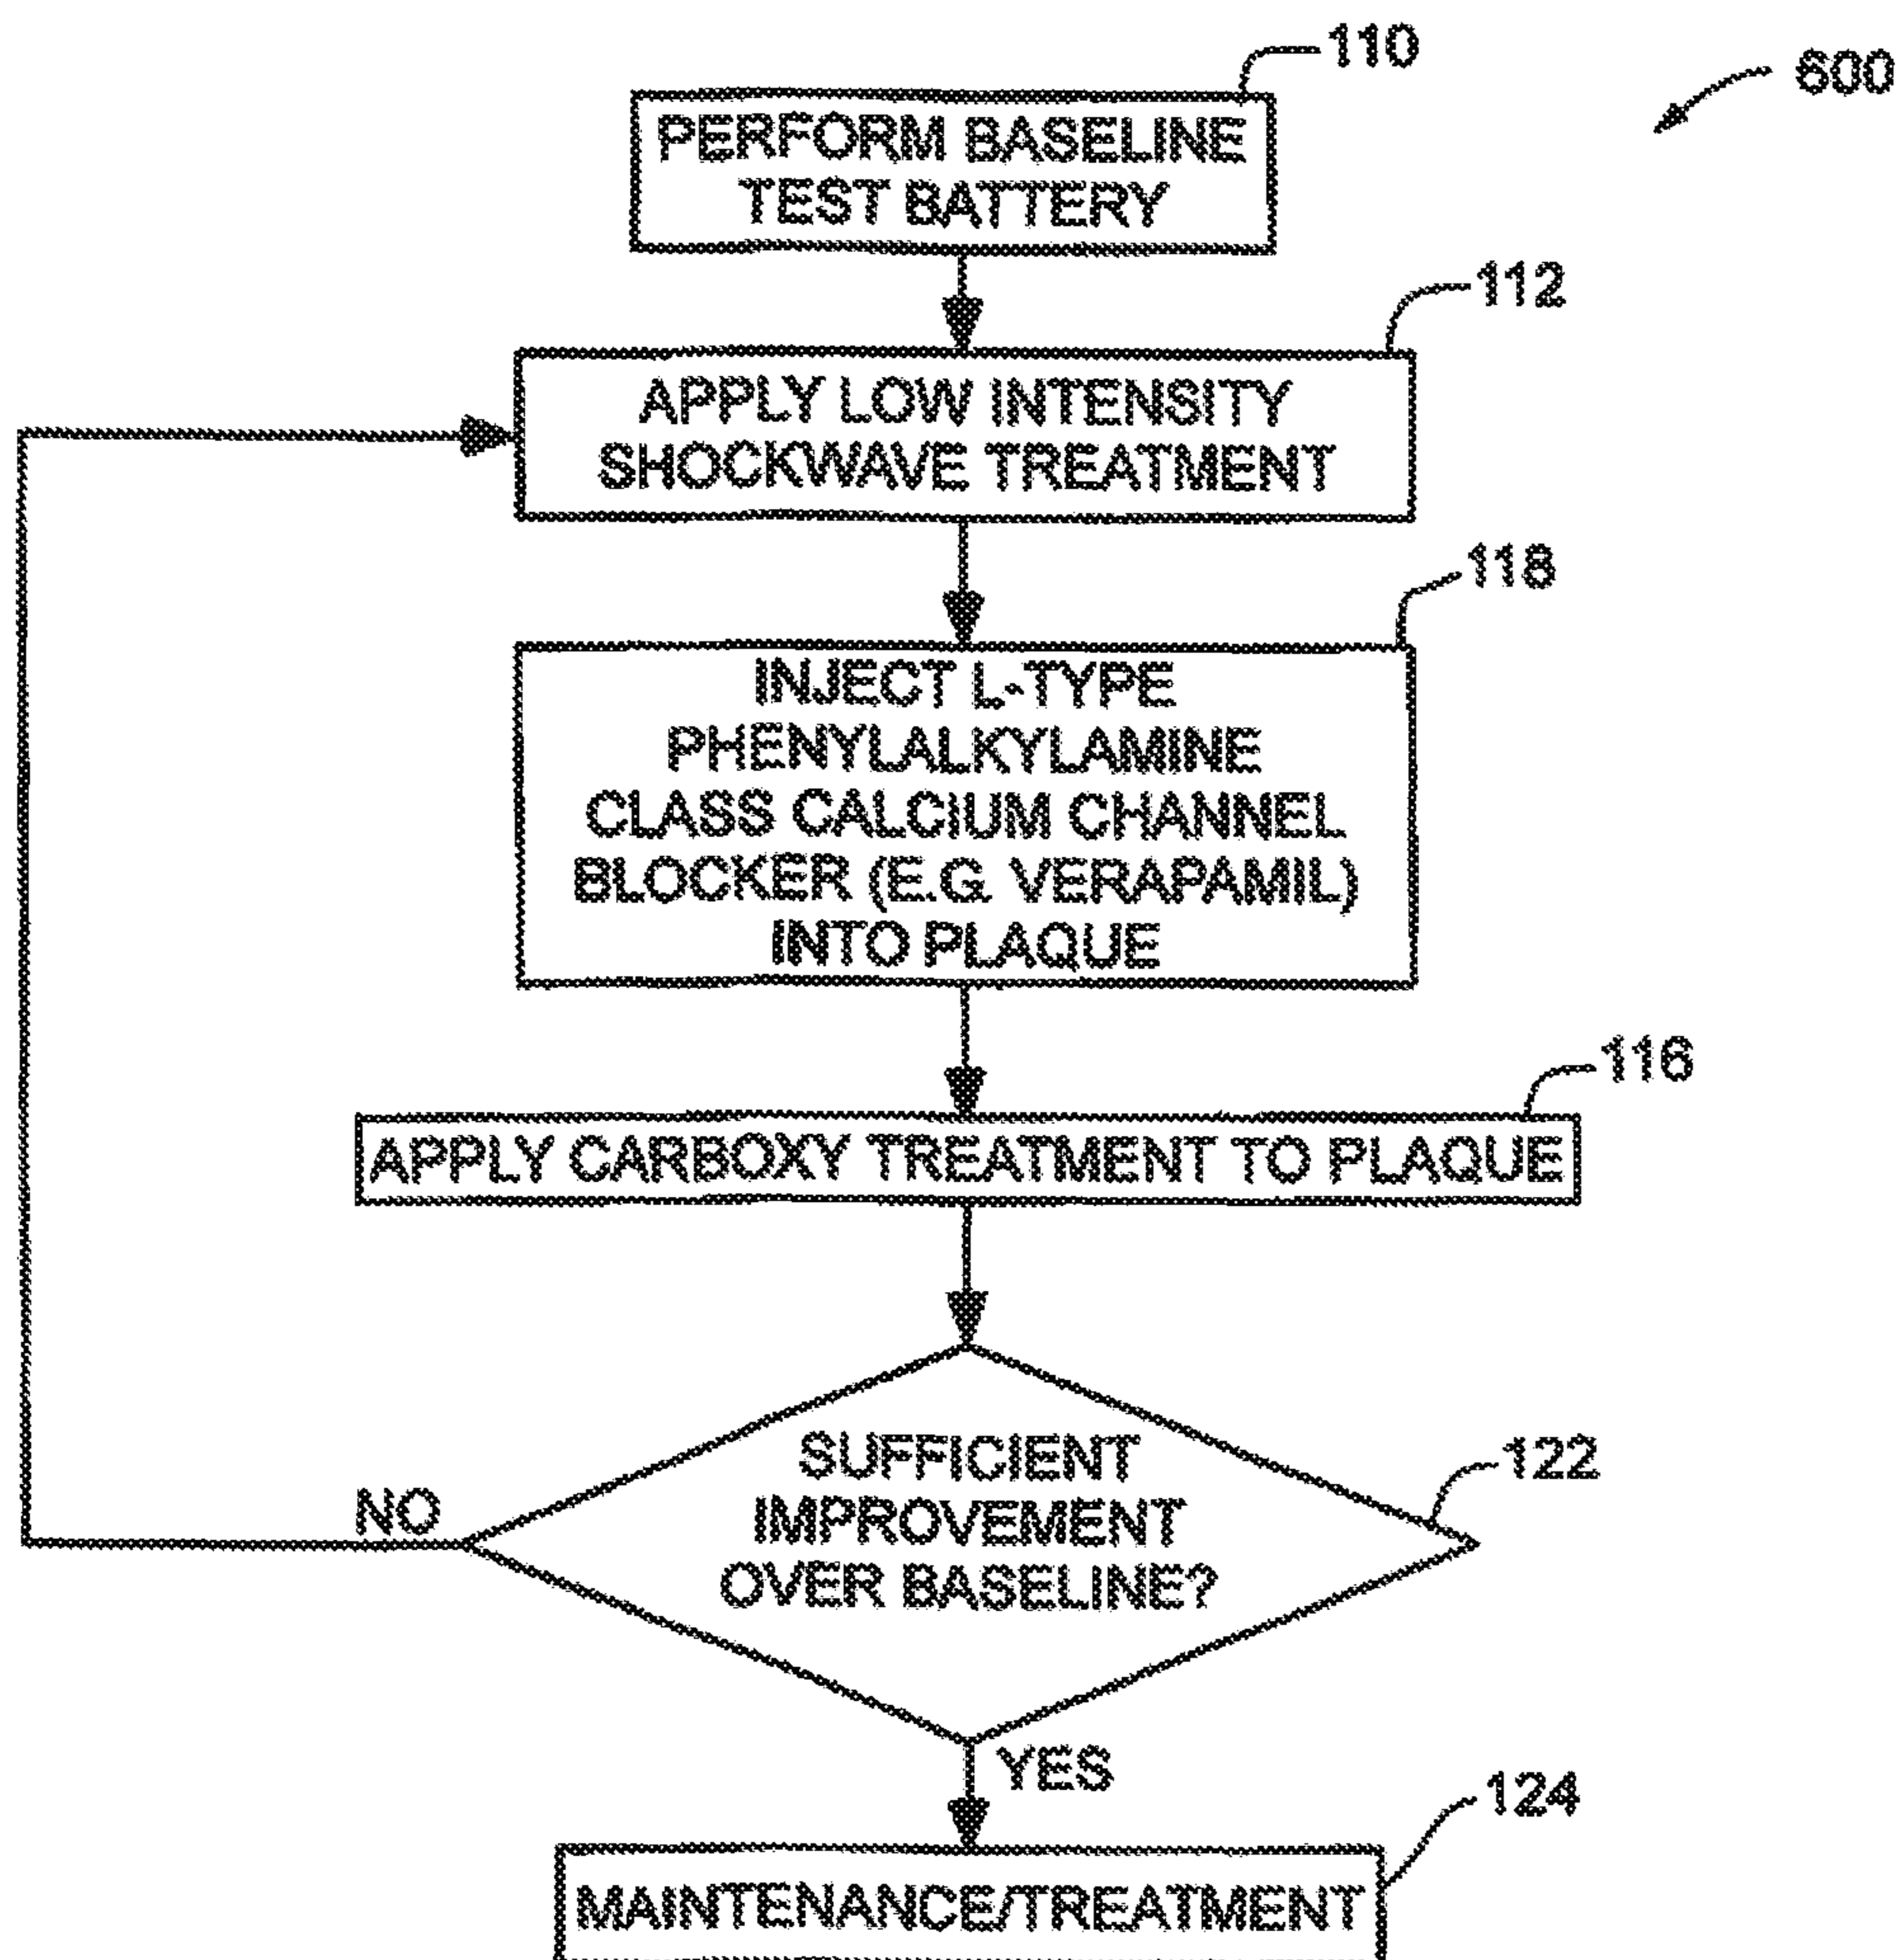 110
600
PERFORM BASELINE
TEST BATTERY
112
APPLY LOW INTENSITY
SHOCKWAVE TREATMENT
118
INJECT L-TYPE
PHENYLALKYLAMINE
CLASS CALCIUM CHANNEL
BLOCKER (E.G. VERAPAMIL)
INTO PLAQUE
116
APPLY CARBOXY TREATMENT TO PLAQUE
122
SUFFICIENT
IMPROVEMENT
OVER BASELINE?
NO
YES
124
MAINTENANCE/TREATMENT